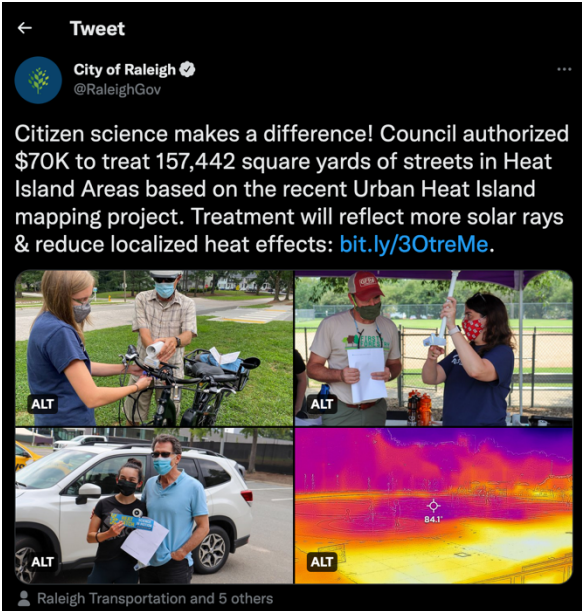 Tweet
City of Raleigh
@RaleighGov
Citizen science makes a difference! Council authorized
$70K to treat 157,442 square yards of streets in Heat
Island Areas based on the recent Urban Heat Island
mapping project. Treatment will reflect more solar rays
& reduce localized heat effects: bit.ly/3OtreMe.
ALT
ALT
ALT
84.1°
ALT
Raleigh Transportation and 5 others